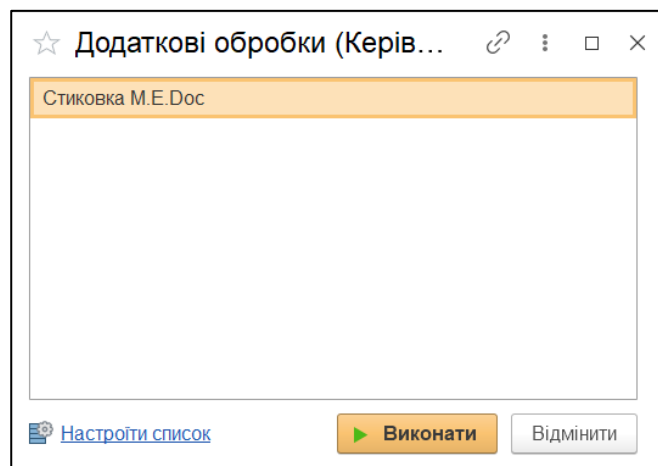 Додаткові обробки (Керів...
Стиковка M.E.Doc
Настроїти список
Виконати
Відмінити